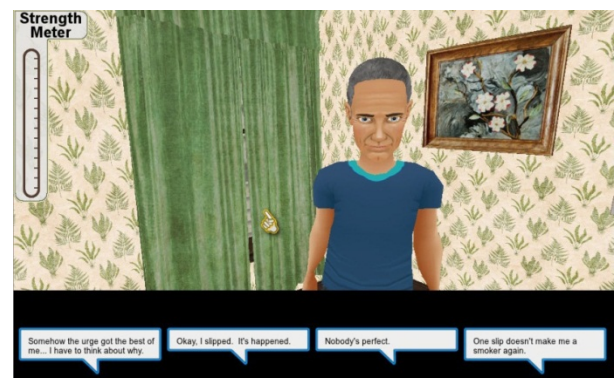 Strength
Meter
Somehow the urge got the best of
me... I have to think about why.
Okay, I slipped.  It's happened.
Nobody's perfect.
One slip doesn't make me a
smoker again.